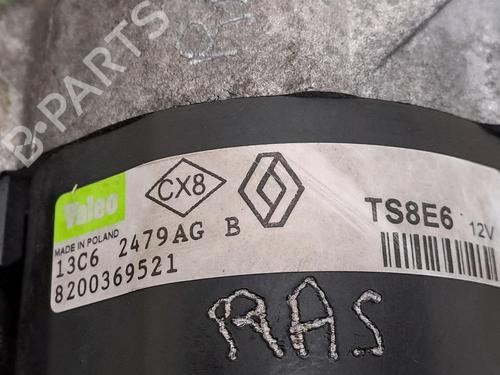 B-PARTS
Valeo
CX8
MADE IN POLAND
13C6 2479AG B
8200369521
TS8E6 12V
RAS